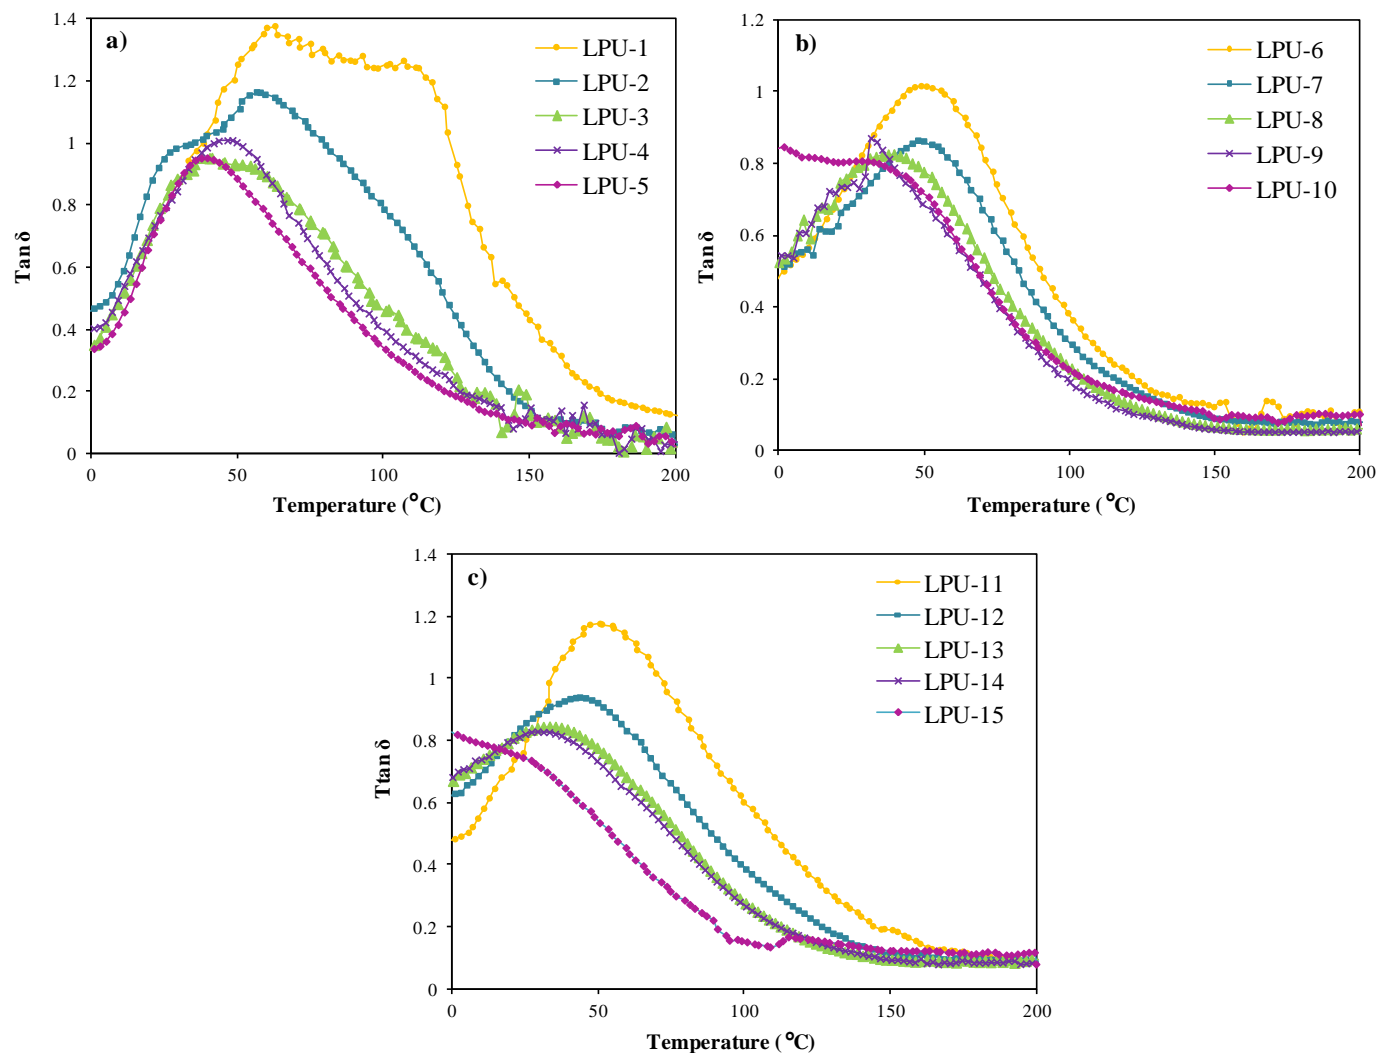 a)
1.4
1.2
1
0.8
0.6
0.4
0.2
0
Tan δ
0
50
100
150
200
Temperature (°C)
LPU-1
LPU-2
LPU-3
LPU-4
LPU-5
b)
1.2
1
0.8
0.6
0.4
0.2
0
Tan δ
0
50
100
150
200
Temperature (°C)
LPU-6
LPU-7
LPU-8
LPU-9
LPU-10
c)
1.4
1.2
1
0.8
0.6
0.4
0.2
0
Ttan δ
0
50
100
150
200
Temperature (°C)
LPU-11
LPU-12
LPU-13
LPU-14
LPU-15